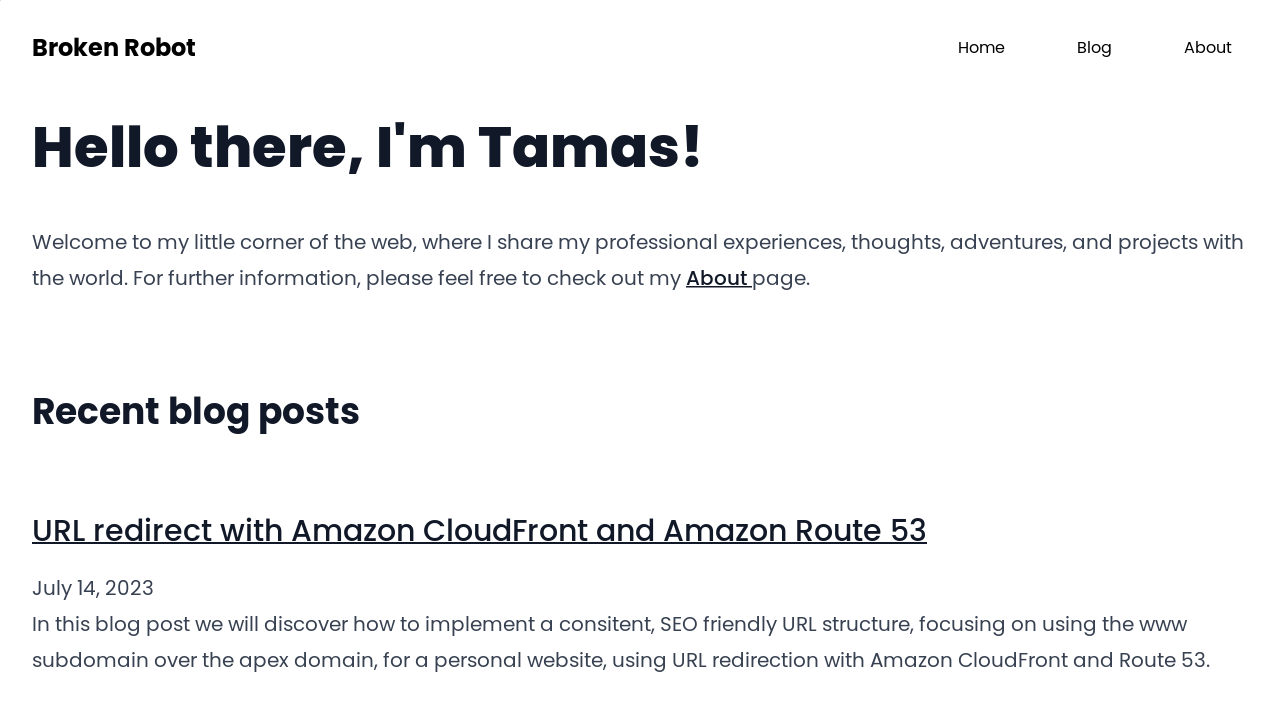 Broken Robot
Home
Blog
About
Hello there, I'm Tamas!
Welcome to my little corner of the web, where I share my professional experiences, thoughts, adventures, and projects with
the world. For further information, please feel free to check out my About page.
Recent blog posts
URL redirect with Amazon CloudFront and Amazon Route 53
July 14, 2023
In this blog post we will discover how to implement a consitent, SEO friendly URL structure, focusing on using the www
subdomain over the apex domain, for a personal website, using URL redirection with Amazon CloudFront and Route 53.